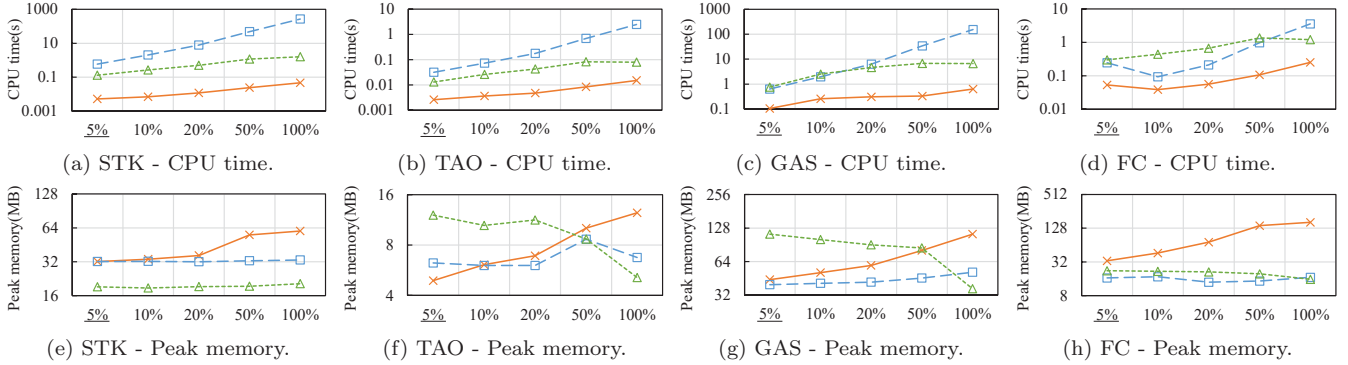 CPU time(s)
1000
10
0.1
0.001
5% 10% 20% 50% 100%
(a) STK - CPU time.
CPU time(s)
10
1
0.1
0.01
0.001
5% 10% 20% 50% 100%
(b) TAO - CPU time.
CPU time(s)
1000
100
10
1
0.1
5% 10% 20% 50% 100%
(c) GAS - CPU time.
CPU time(s)
10
1
0.1
0.01
5% 10% 20% 50% 100%
(d) FC - CPU time.
Peak memory(MB)
128
64
32
16
5% 10% 20% 50% 100%
(e) STK - Peak memory.
Peak memory(MB)
16
8
4
5% 10% 20% 50% 100%
(f) TAO - Peak memory.
Peak memory(MB)
256
128
64
32
5% 10% 20% 50% 100%
(g) GAS - Peak memory.
Peak memory(MB)
512
128
32
8
5% 10% 20% 50% 100%
(h) FC - Peak memory.